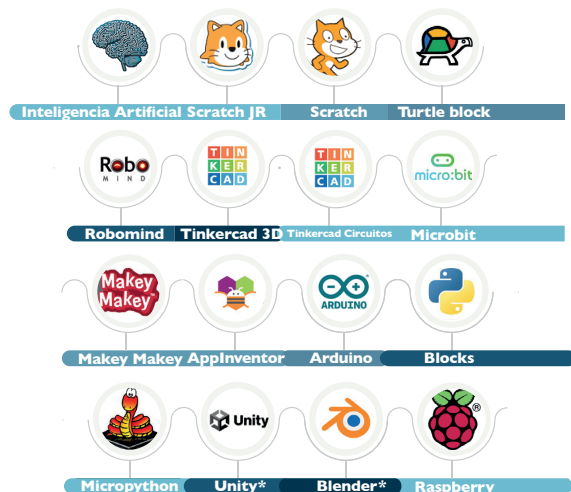 Inteligencia Artificial Scratch JR Scratch Turtle block
Robo
MIND
TIN
KER
CAD
TIN
KER
CAD
micro:bit
Robomind Tinkercad 3D Tinkercad Circuitos Microbit
Makey
Makey
ARDUINO
Makey Makey AppInventor Arduino Blocks
Unity
®
Micropython Unity* Blender* Raspberry